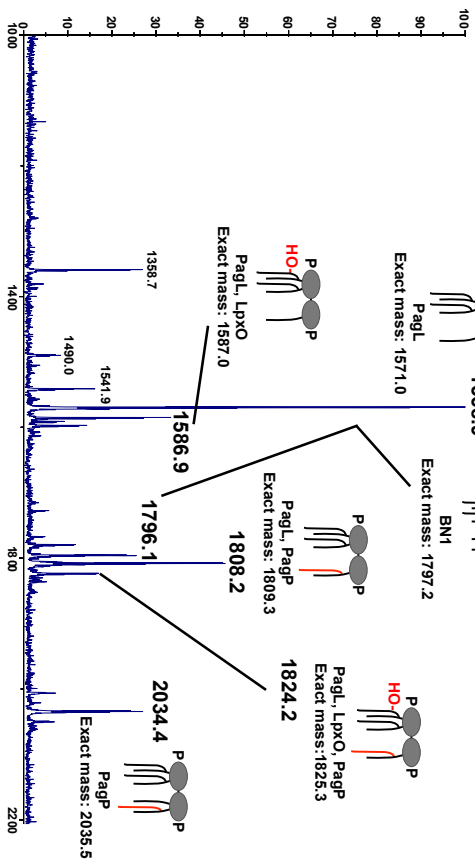 100
90
80
70
60
50
40
30
20
10
0
1000
1400
1800
2200
PagL
Exact mass: 1571.0
BN1
Exact mass: 1797.2
P
P
HO
PagL, LpxO, PagP
Exact mass:1825.3
P
P
PagL, PagP
Exact mass: 1809.3
P
P
HO
PagL, LpxO
Exact mass: 1587.0
1824.2
1808.2
1586.9
1796.1
2034.4
P
P
PagP
Exact mass: 2035.5
1358.7
1541.9
1490.0